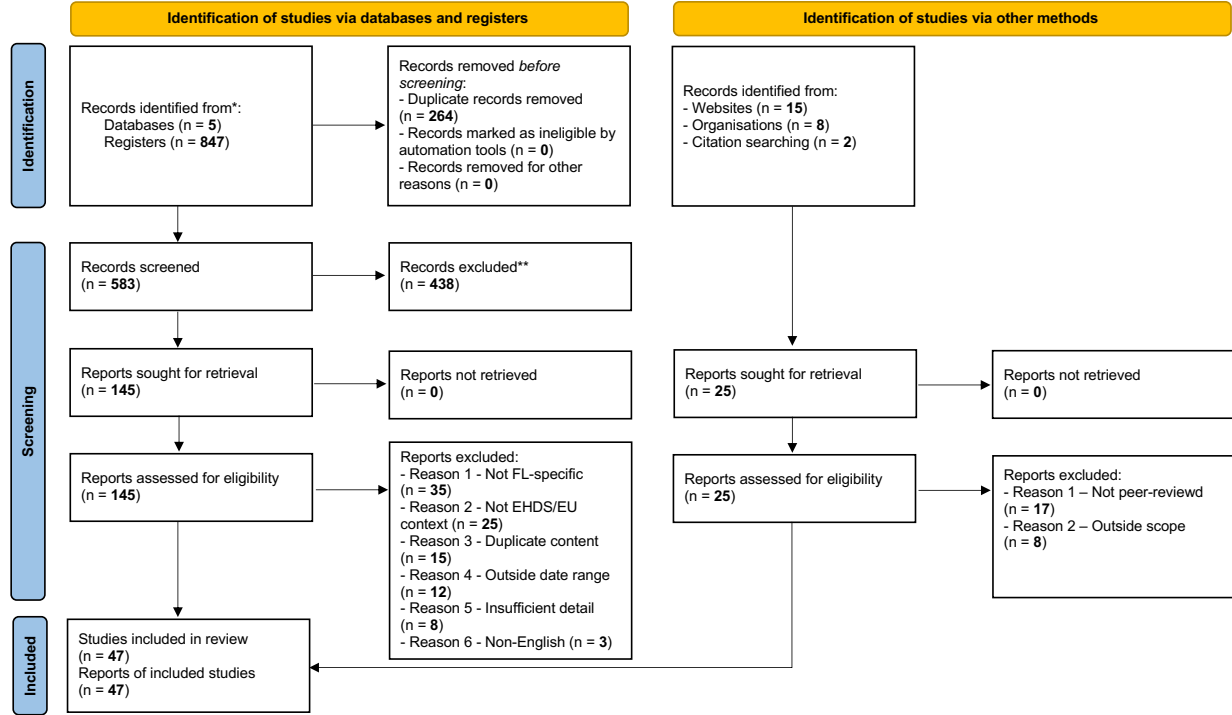 Identification of studies via databases and registers
Identification of studies via other methods
Identification
Records identified from*:
Databases (n = 5)
Registers (n = 847)
Records removed before
screening:
- Duplicate records removed
(n = 264)
- Records marked as ineligible by
automation tools (n = 0)
- Records removed for other
reasons (n = 0)
Records identified from:
- Websites (n = 15)
- Organisations (n = 8)
- Citation searching (n = 2)
Screening
Records screened
(n = 583)
Records excluded**
(n = 438)
Reports sought for retrieval
(n = 145)
Reports not retrieved
(n = 0)
Reports sought for retrieval
(n = 25)
Reports not retrieved
(n = 0)
Reports assessed for eligibility
(n = 145)
Reports excluded:
- Reason 1 - Not FL-specific
(n = 35)
- Reason 2 - Not EHDS/EU
context (n = 25)
- Reason 3 - Duplicate content
(n = 15)
- Reason 4 - Outside date range
(n = 12)
- Reason 5 - Insufficient detail
(n = 8)
- Reason 6 - Non-English (n = 3)
Reports assessed for eligibility
(n = 25)
Reports excluded:
- Reason 1 – Not peer-reviewd
(n = 17)
- Reason 2 – Outside scope
(n = 8)
Included
Studies included in review
(n = 47)
Reports of included studies
(n = 47)